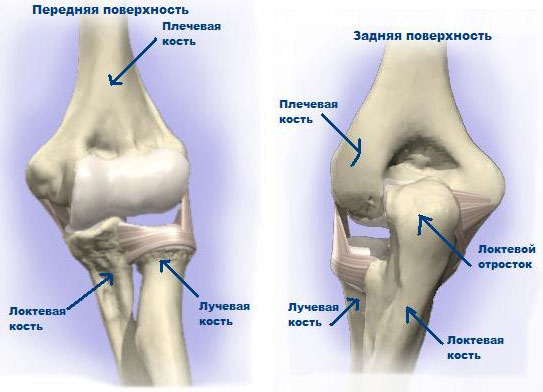 Передняя поверхность
Плечевая
кость
Локтевая
кость
Лучевая
кость
Задняя поверхность
Плечевая
кость
Локтевой
отросток
Лучевая
кость
Локтевая
кость